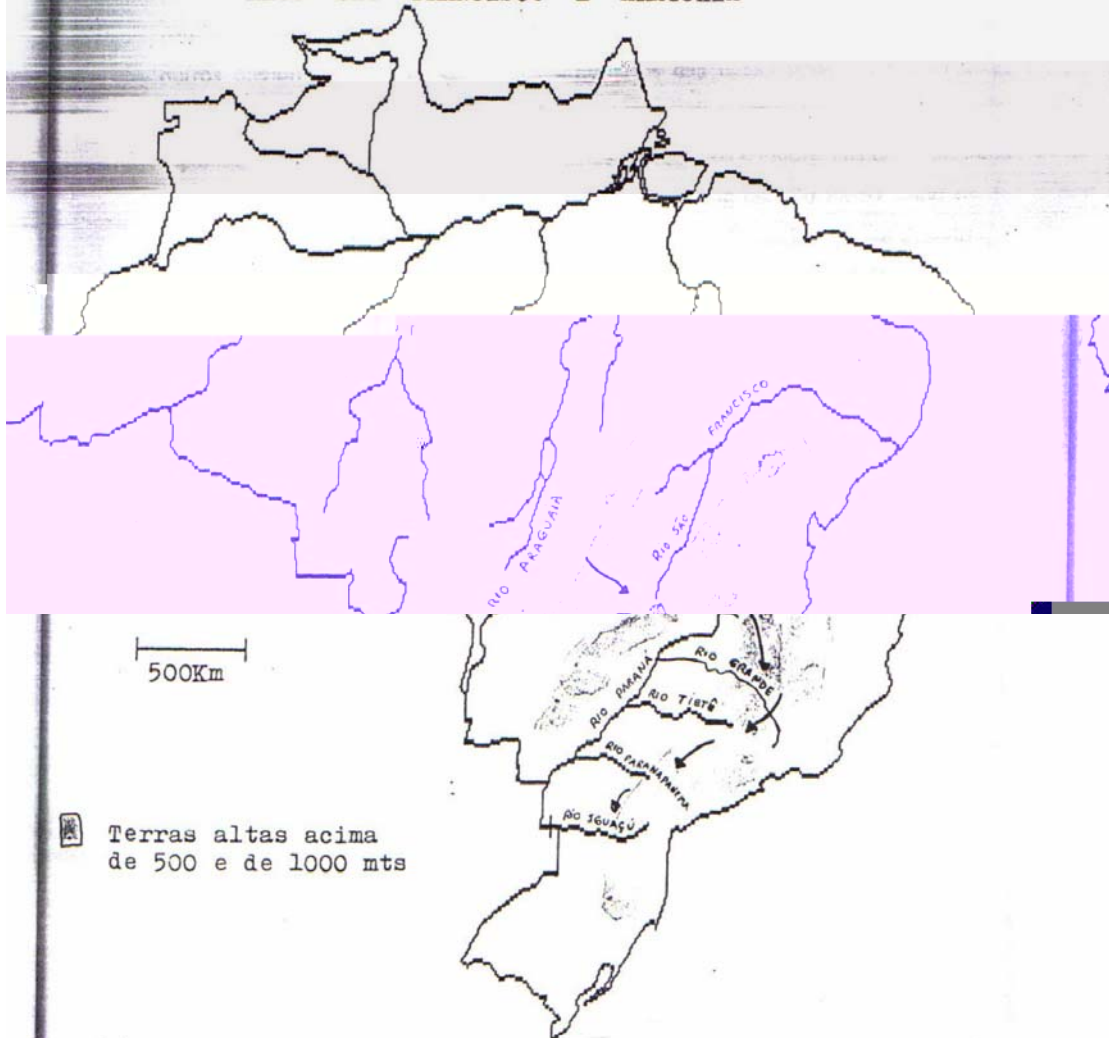 FRANCISCO
RIO SÃO
RIO ARAGUAIA
500Km
RIO GRANDE
RIO PARANÁ
RIO TIETÊ
RIO PARANAPANEMA
RIO IGUAÇÚ
Terras altas acima
de 500 e de 1000 mts